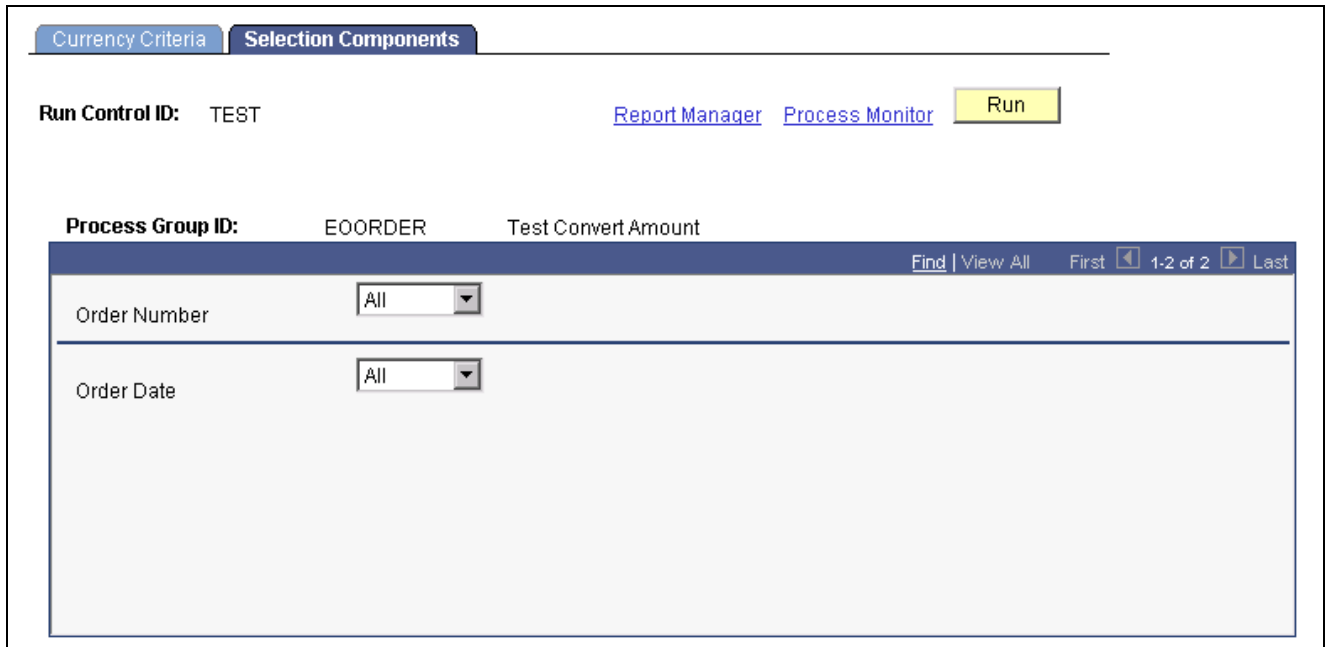 Currency Criteria Selection Components
Run Control ID: TEST Report Manager Process Monitor Run
Process Group ID: EOORDER Test Convert Amount
Find | View All First 1-2 of 2 Last
Order Number All
Order Date All